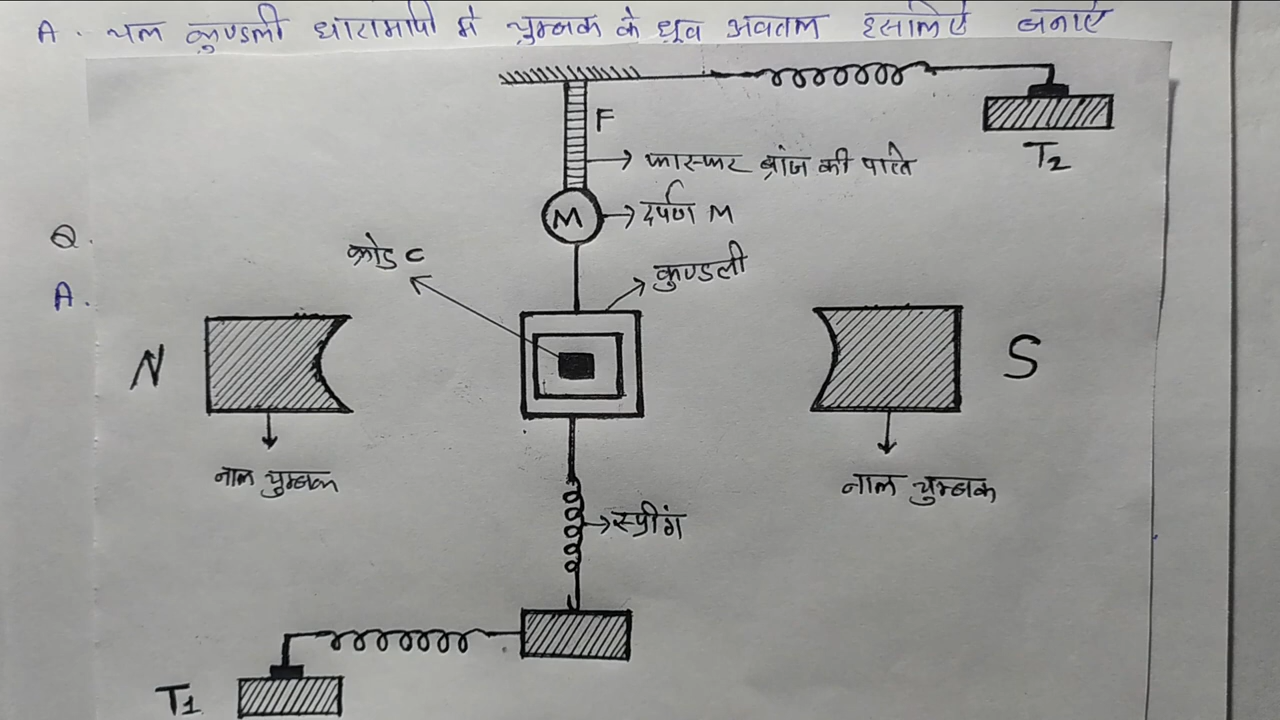 A. चल कुण्डली धारामापी में चुम्बक के ध्रुव अवतल इसलिए बनाए
F
T2
फास्फर ब्रांज की पत्ति
M
दर्पण M
Q.
क्रोड C
कुण्डली
A.
N
S
नाल चुम्बक
नाल चुम्बक
स्प्रींग
T1